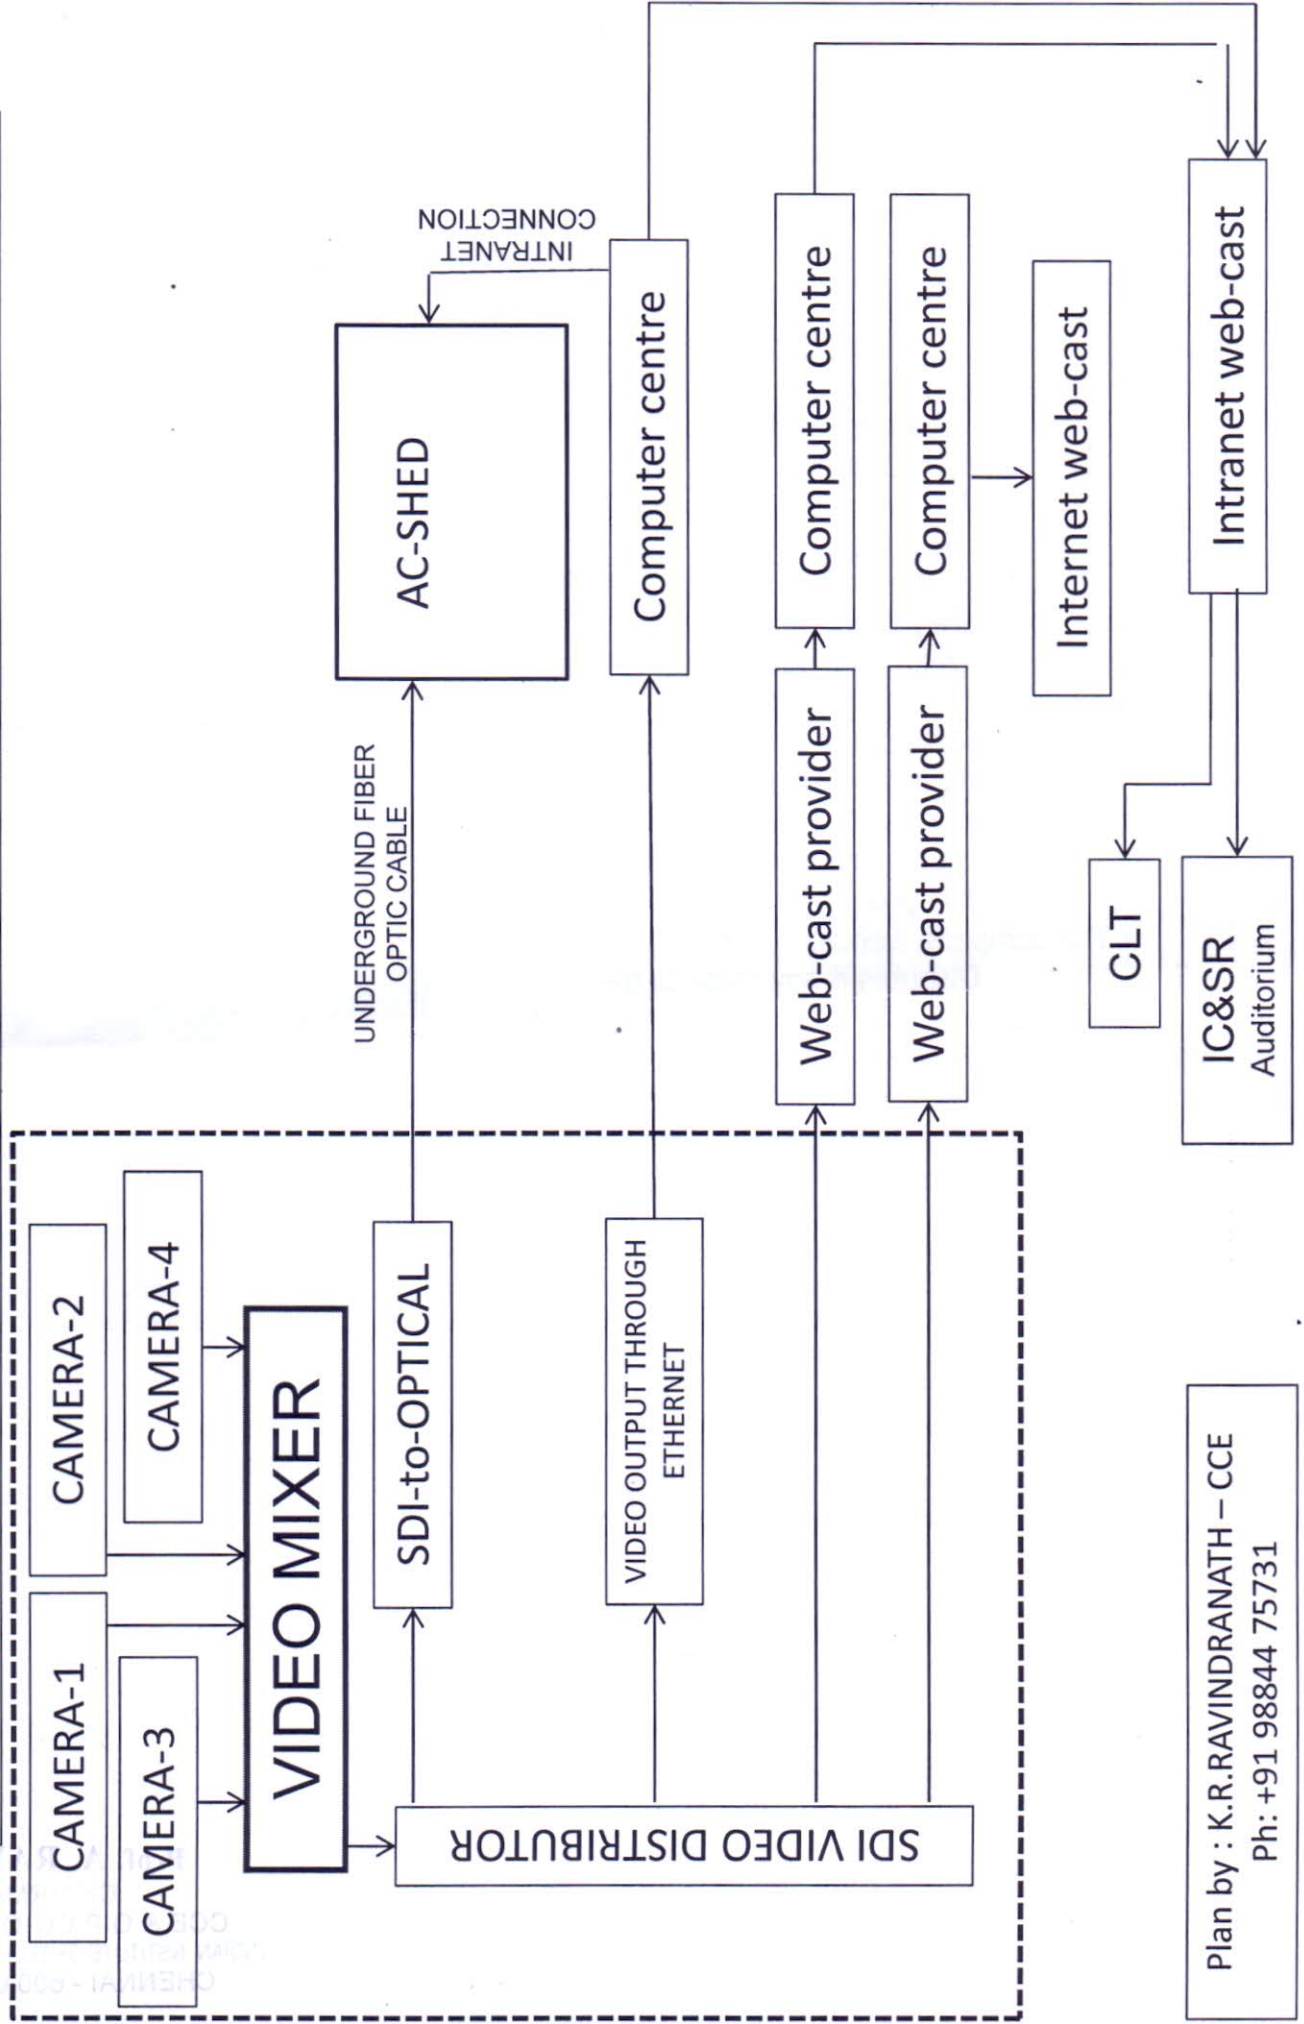 CAMERA-1
CAMERA-2
CAMERA-3
CAMERA-4
VIDEO MIXER
SDI VIDEO DISTRIBUTOR
SDI-to-OPTICAL
UNDERGROUND FIBER
OPTIC CABLE
AC-SHED
INTRANET
CONNECTION
VIDEO OUTPUT THROUGH
ETHERNET
Computer centre
Web-cast provider
Computer centre
Web-cast provider
Computer centre
Internet web-cast
CLT
IC&SR
Auditorium
Intranet web-cast
Plan by : K.R.RAVINDRANATH – CCE
Ph: +91 98844 75731